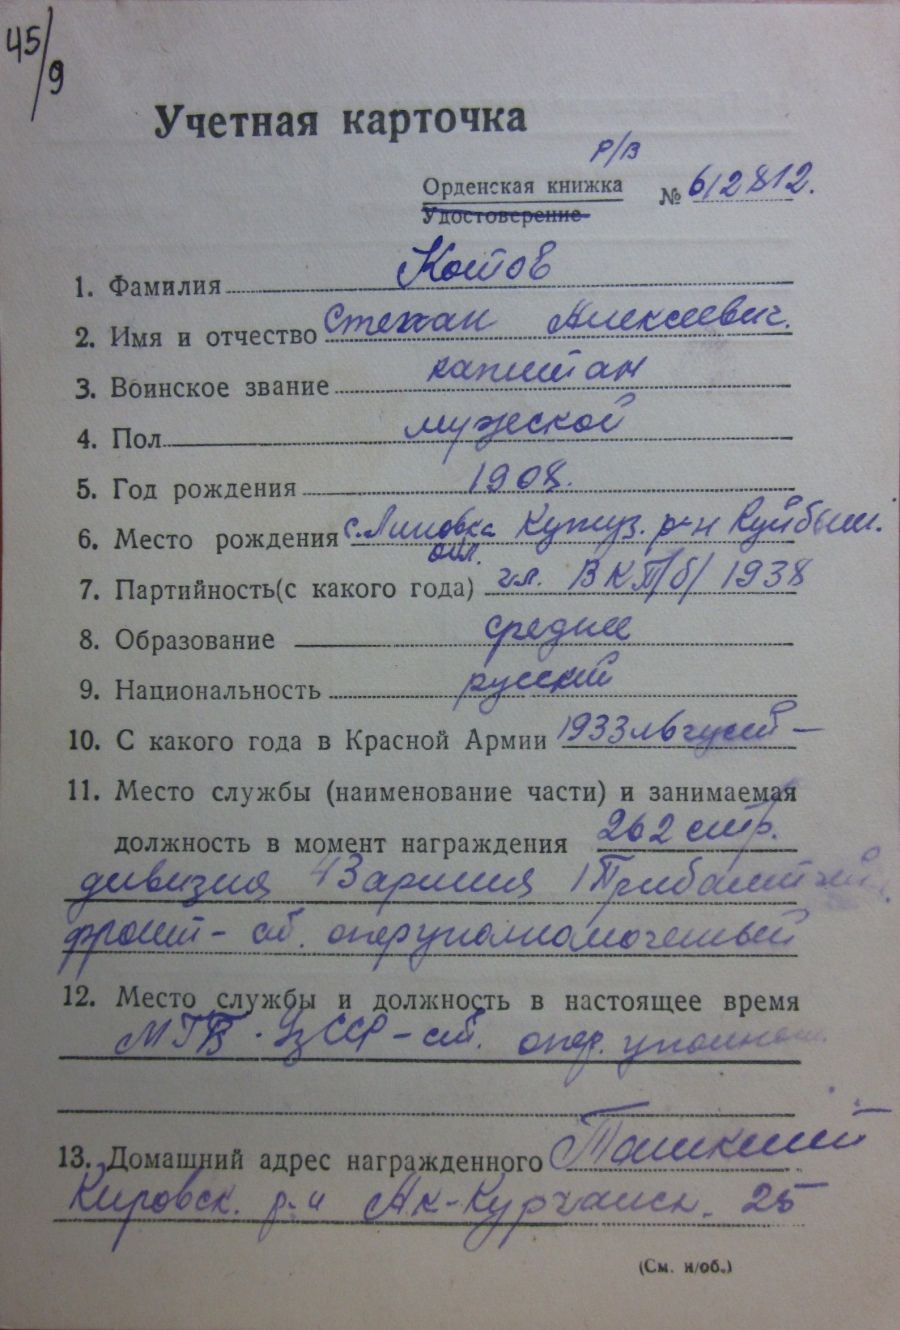 45/9
Учетная карточка
Р/В
Орденская книжка № 612812.
Удостоверение
1. Фамилия Котов
2. Имя и отчество Степан Алексеевич.
3. Воинское звание капитан
4. Пол мужской
5. Год рождения 1908.
6. Место рождения с. Липовка Кутуз. р-н Куйбыш.
обл.
7. Партийность(с какого года) чл. ВКП/б/ 1938
8. Образование среднее
9. Национальность русский
10. С какого года в Красной Армии 1933
11. Место службы (наименование части) и занимаемая
должность в момент награждения 262 стр.
дивизия 43 армия 1 Прибалтийский
фронт - ст. оперуполномоченный
12. Место службы и должность в настоящее время
МГБ УзССР - ст. опер. уполном.
13. Домашний адрес награжденного Ташкент
Кировск. р-н Ак-Курганск. 25
(См. н/об.)